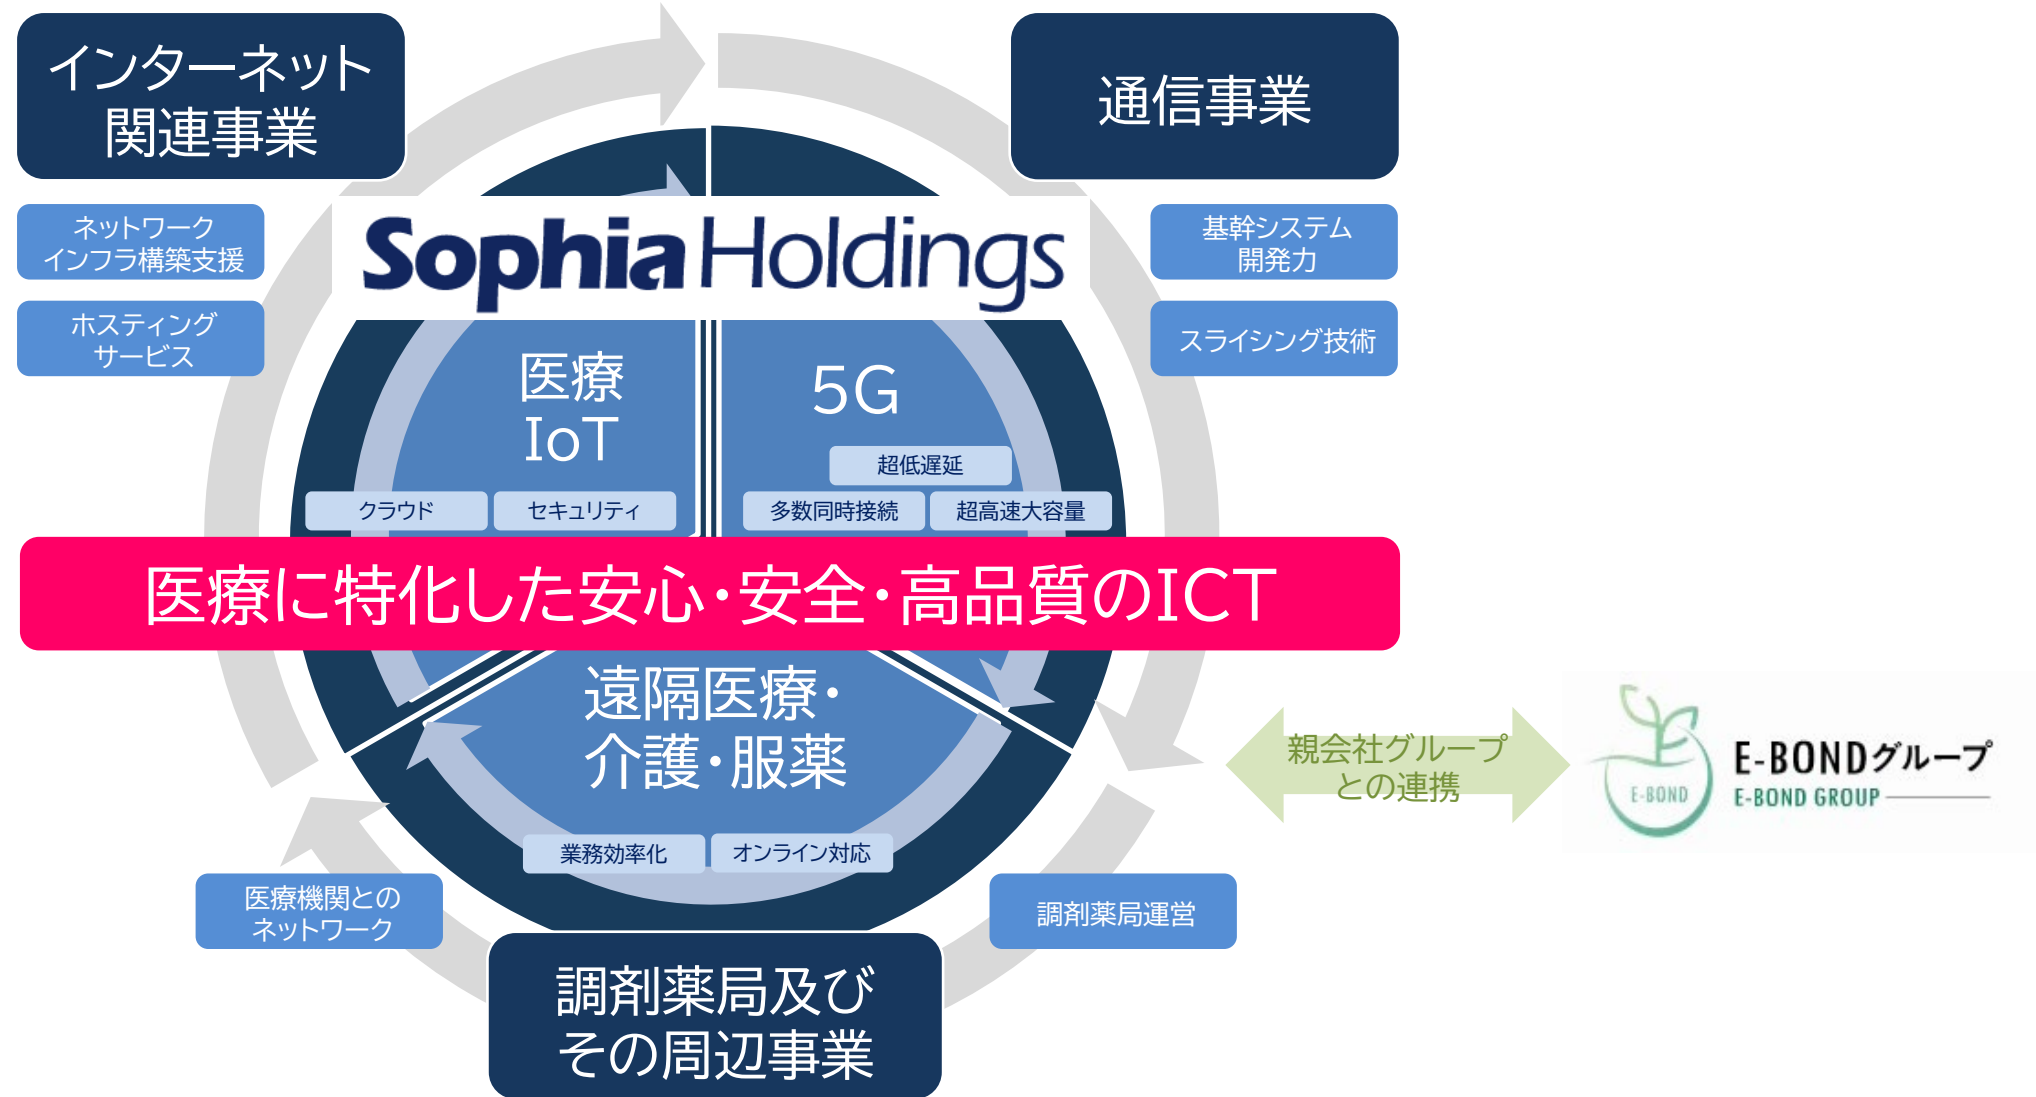 インターネット
関連事業
通信事業
ネットワーク
インフラ構築支援
ホスティング
サービス
基幹システム
開発力
スライシング技術
Sophia Holdings
医療
IoT
クラウド
セキュリティ
5G
超低遅延
多数同時接続
超高速大容量
医療に特化した安心・安全・高品質のICT
遠隔医療・
介護・服薬
業務効率化
オンライン対応
親会社グループ
との連携
E-BOND
E-BONDグループ
E-BOND GROUP
医療機関との
ネットワーク
調剤薬局運営
調剤薬局及び
その周辺事業